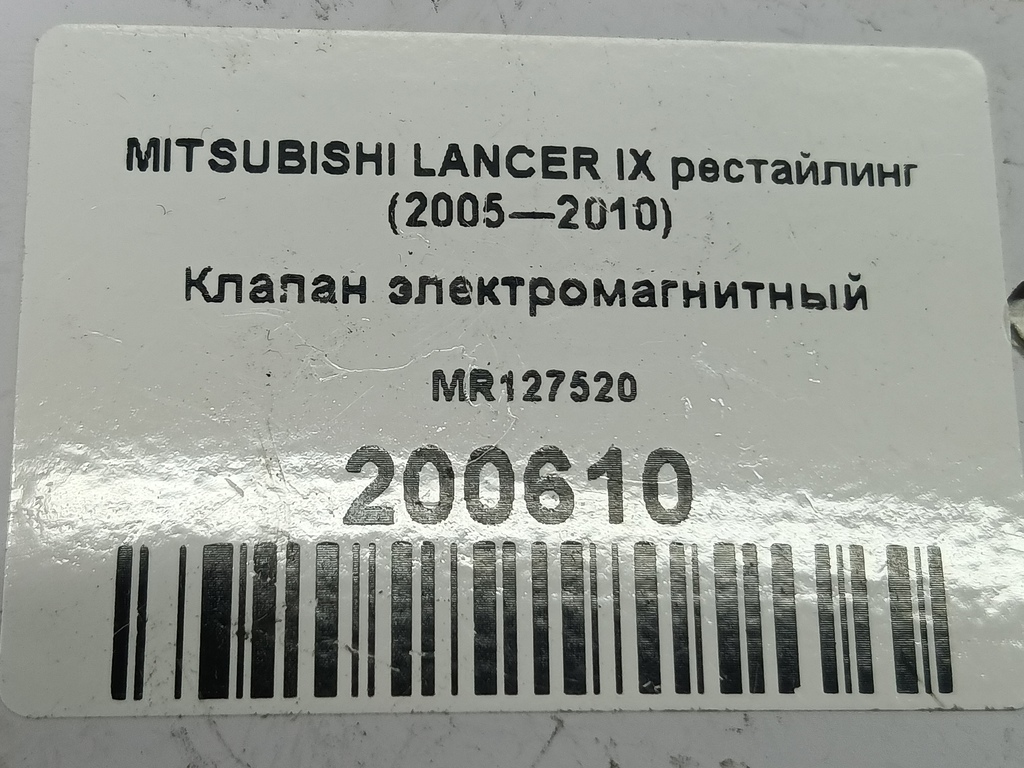 MITSUBISHI LANCER IX рестайлинг
(2005—2010)
Клапан электромагнитный
MR127520
200610